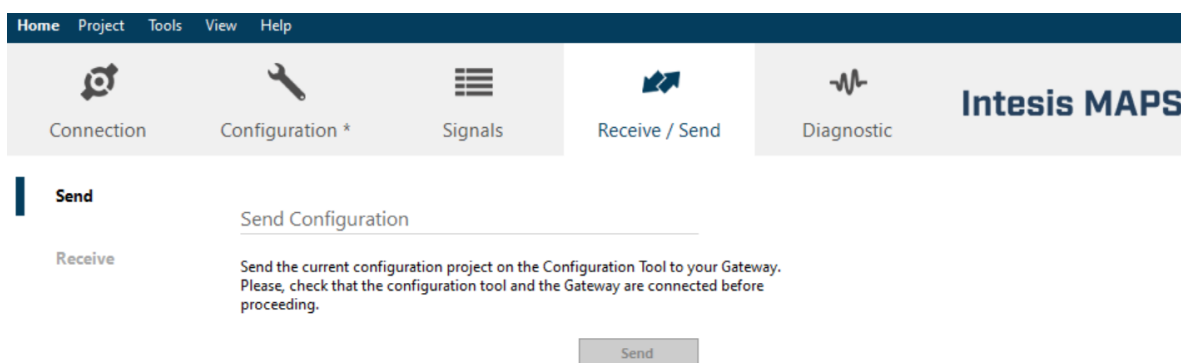 Home Project Tools View Help
Connection Configuration * Signals Receive / Send Diagnostic Intesis MAPS
Send
Send Configuration
Receive
Send the current configuration project on the Configuration Tool to your Gateway.
Please, check that the configuration tool and the Gateway are connected before
proceeding.
Send